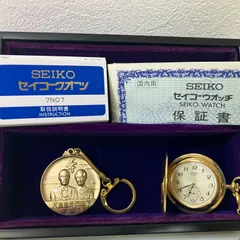 SEIKO
セイコークオーツ
7N07
取扱説明書
INSTRUCTION
国内用
セイコーウオッチ
SEIKO WATCH
保証書